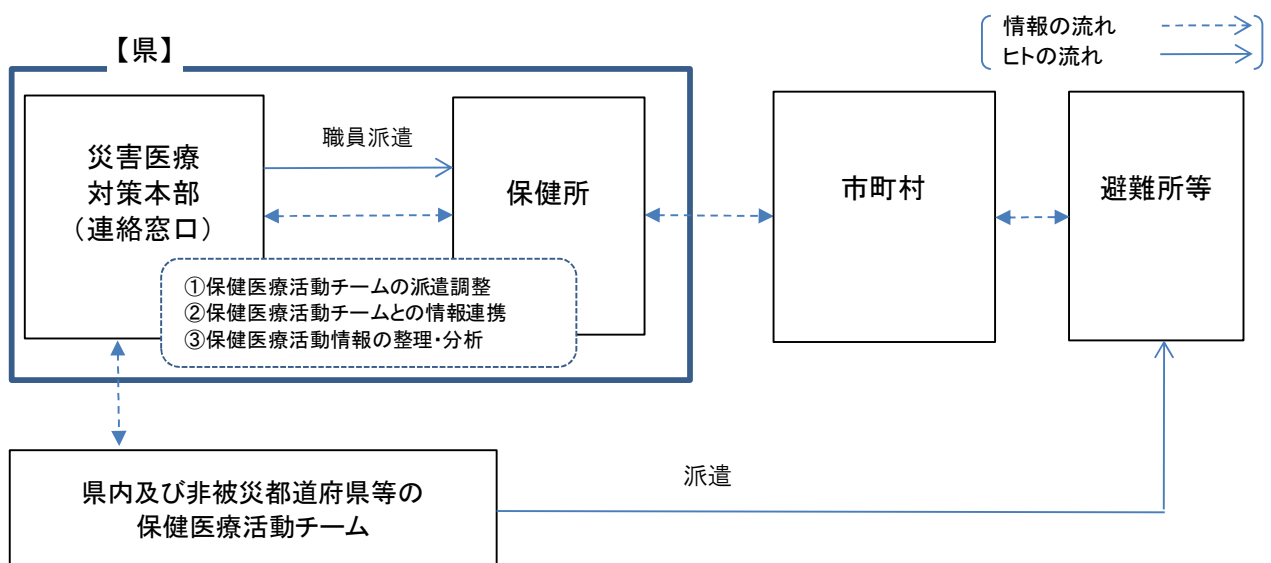 情報の流れ
ヒトの流れ
【県】
災害医療
対策本部
（連絡窓口）
職員派遣
保健所
市町村
避難所等
①保健医療活動チームの派遣調整
②保健医療活動チームとの情報連携
③保健医療活動情報の整理・分析
県内及び非被災都道府県等の
保健医療活動チーム
派遣